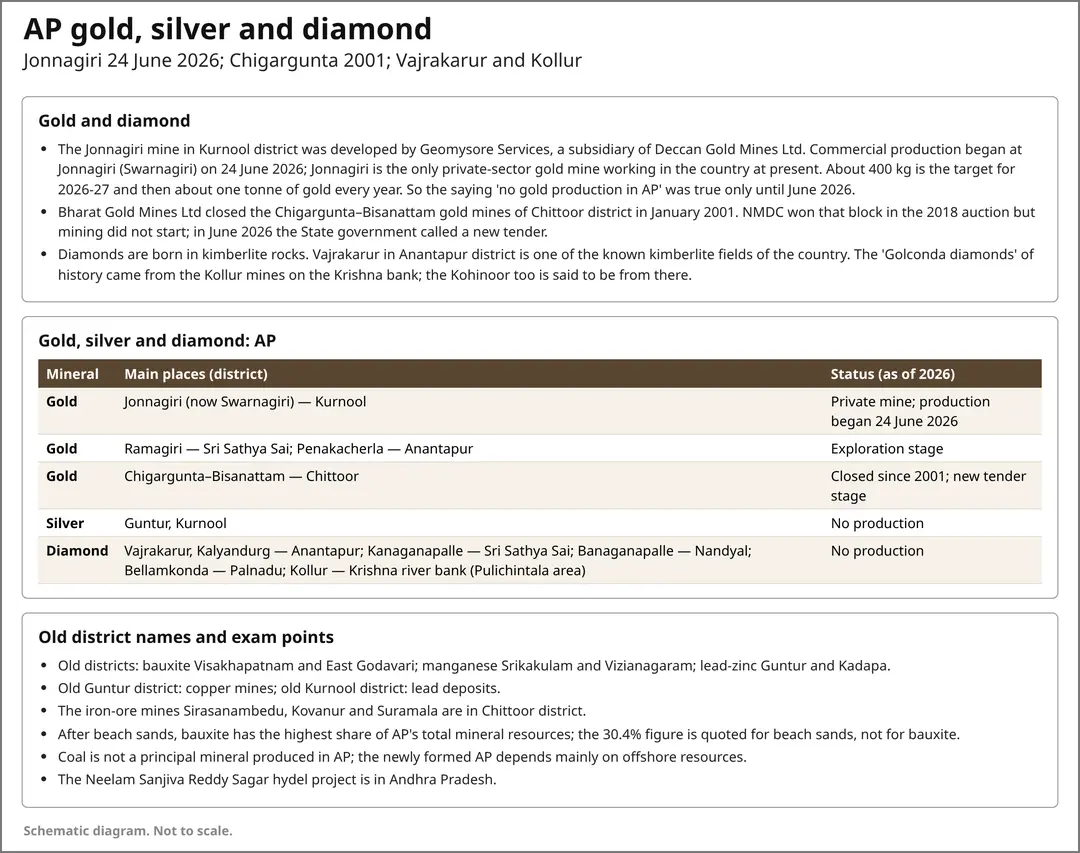 AP gold, silver and diamond
Jonnagiri 24 June 2026; Chigargunta 2001; Vajrakarur and Kollur
Gold and diamond
• The Jonnagiri mine in Kurnool district was developed by Geomysore Services, a subsidiary of Deccan Gold Mines Ltd. Commercial production began at
Jonnagiri (Swarnagiri) on 24 June 2026; Jonnagiri is the only private-sector gold mine working in the country at present. About 400 kg is the target for
2026-27 and then about one tonne of gold every year. So the saying 'no gold production in AP' was true only until June 2026.
• Bharat Gold Mines Ltd closed the Chigargunta–Bisanattam gold mines of Chittoor district in January 2001. NMDC won that block in the 2018 auction but
mining did not start; in June 2026 the State government called a new tender.
• Diamonds are born in kimberlite rocks. Vajrakarur in Anantapur district is one of the known kimberlite fields of the country. The 'Golconda diamonds' of
history came from the Kollur mines on the Krishna bank; the Kohinoor too is said to be from there.
Gold, silver and diamond: AP
Mineral Main places (district) Status (as of 2026)
Gold Jonnagiri (now Swarnagiri) — Kurnool Private mine; production
began 24 June 2026
Gold Ramagiri — Sri Sathya Sai; Penakacherla — Anantapur Exploration stage
Gold Chigargunta–Bisanattam — Chittoor Closed since 2001; new tender
stage
Silver Guntur, Kurnool No production
Diamond Vajrakarur, Kalyandurg — Anantapur; Kanaganapalle — Sri Sathya Sai; Banaganapalle — Nandyal; No production
Bellamkonda — Palnadu; Kollur — Krishna river bank (Pulichintala area)
Old district names and exam points
• Old districts: bauxite Visakhapatnam and East Godavari; manganese Srikakulam and Vizianagaram; lead-zinc Guntur and Kadapa.
• Old Guntur district: copper mines; old Kurnool district: lead deposits.
• The iron-ore mines Sirasanambedu, Kovanur and Suramala are in Chittoor district.
• After beach sands, bauxite has the highest share of AP's total mineral resources; the 30.4% figure is quoted for beach sands, not for bauxite.
• Coal is not a principal mineral produced in AP; the newly formed AP depends mainly on offshore resources.
• The Neelam Sanjiva Reddy Sagar hydel project is in Andhra Pradesh.
Schematic diagram. Not to scale.